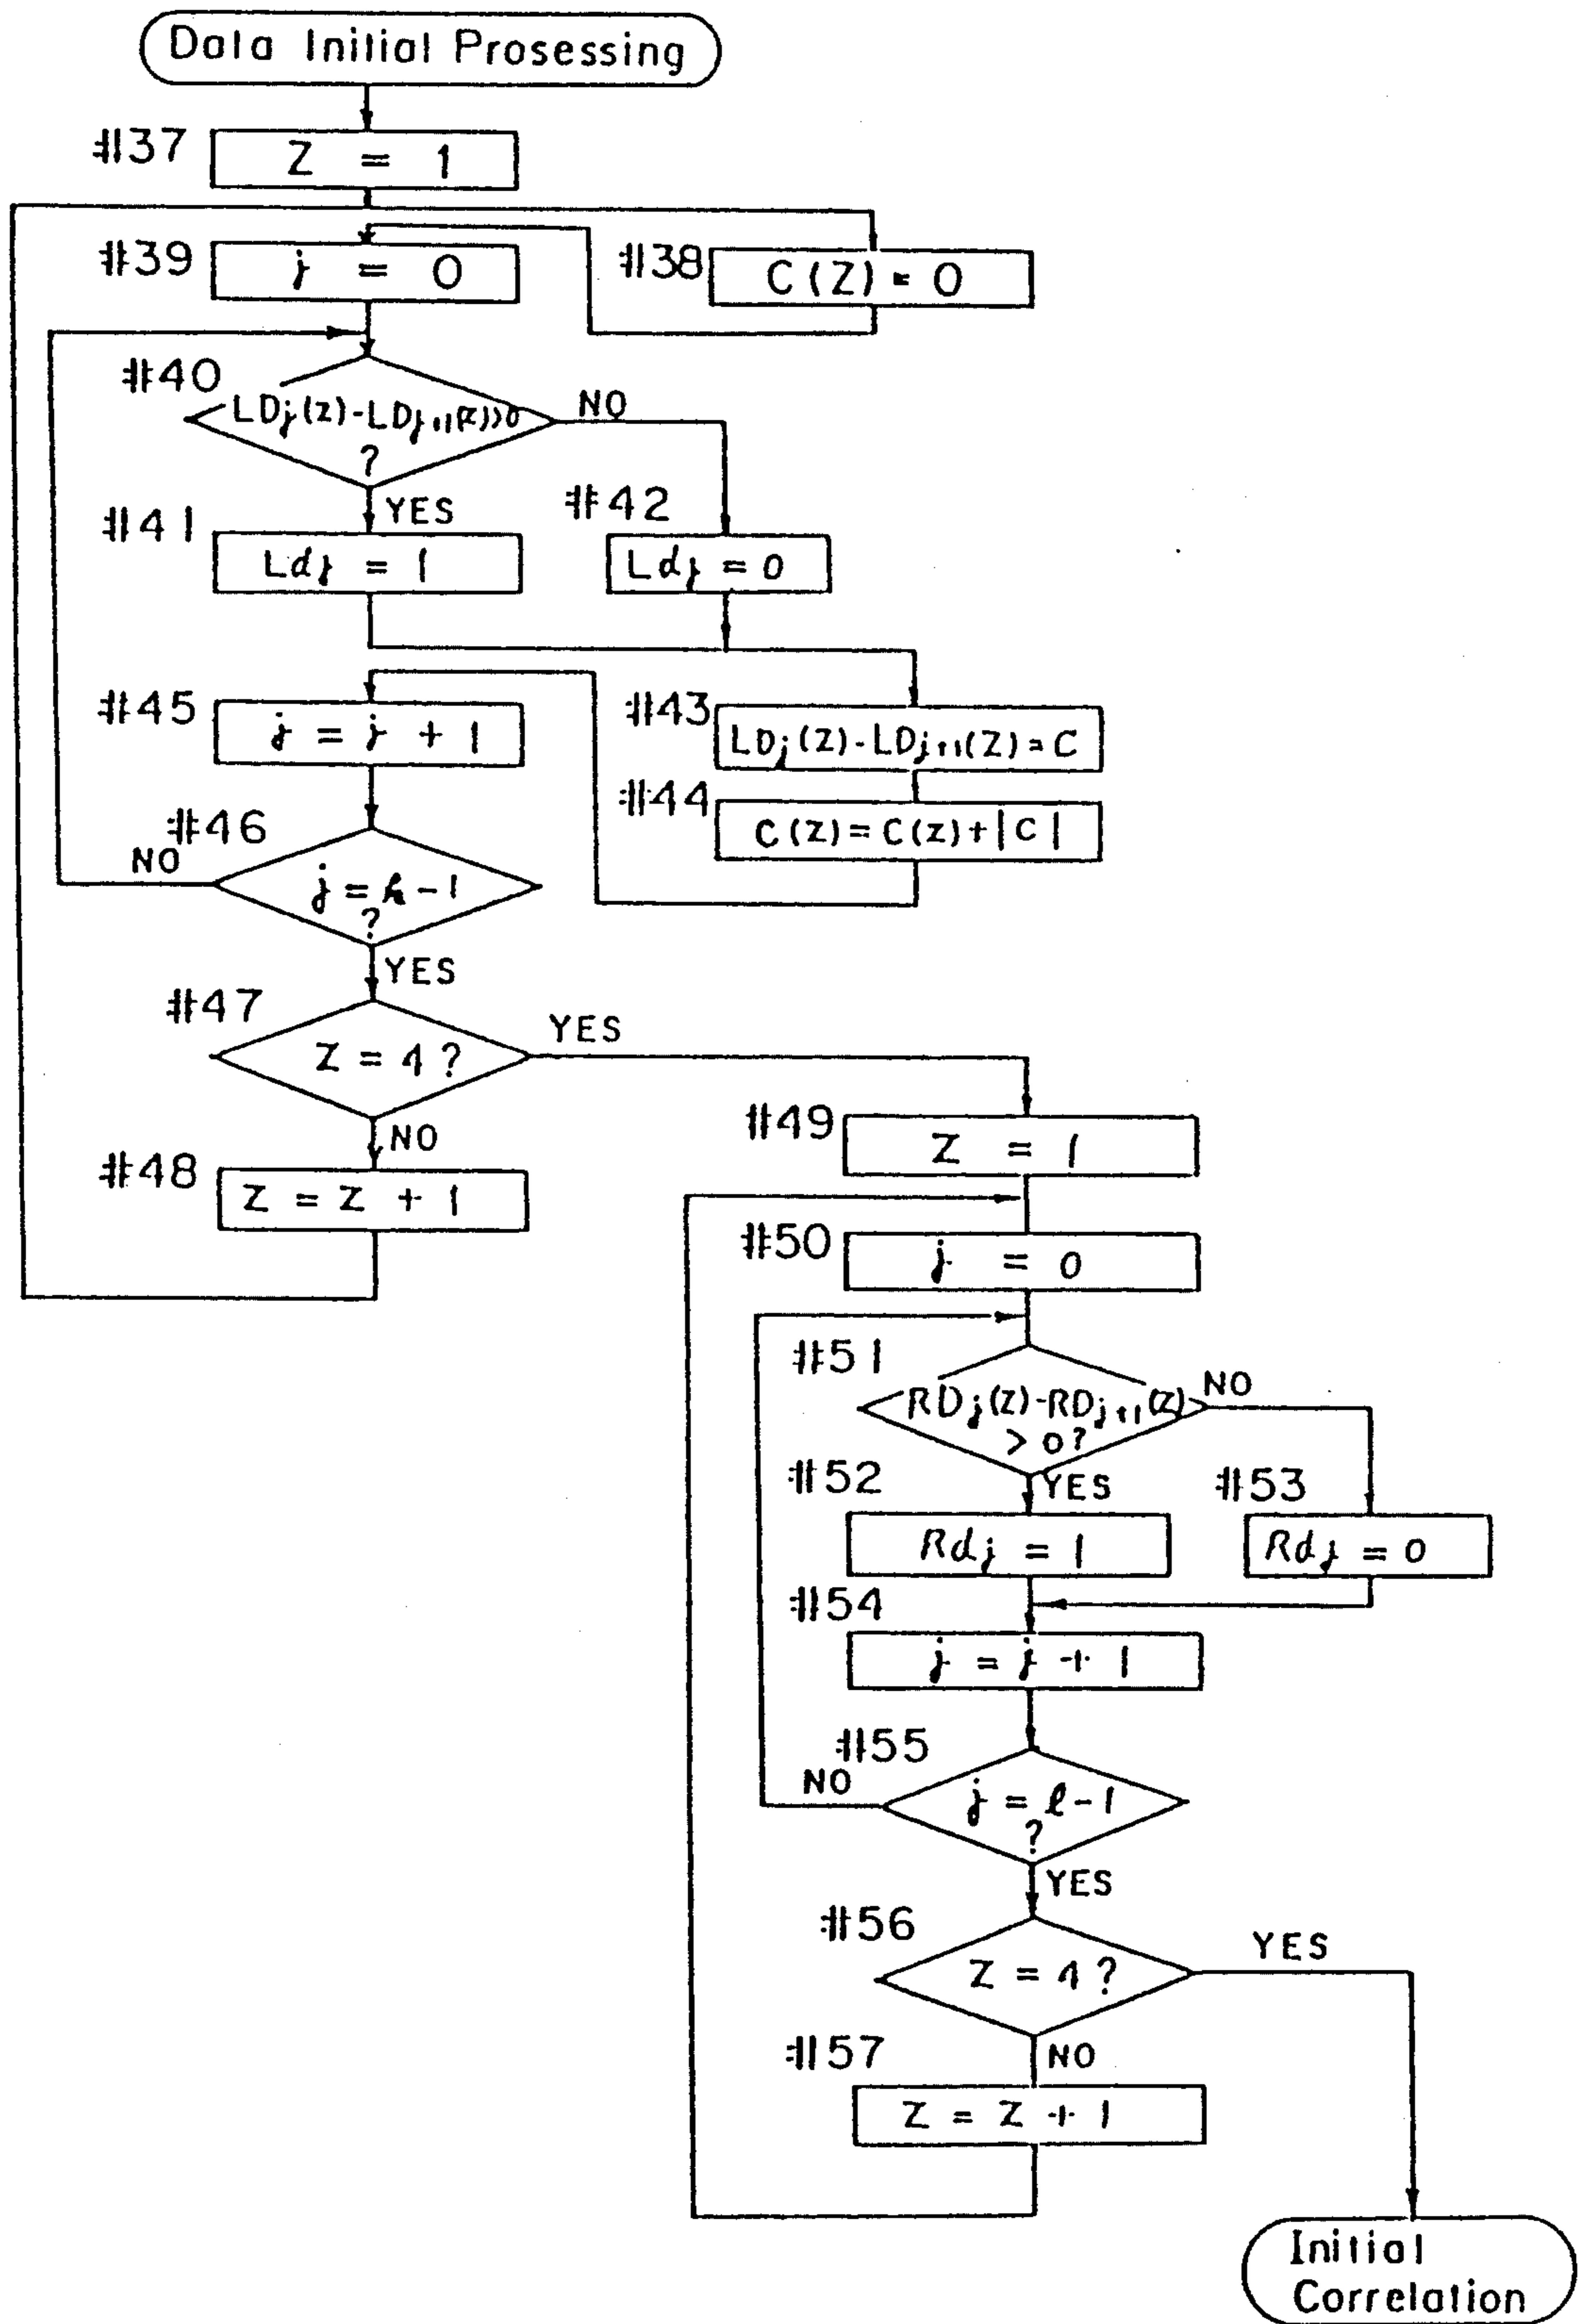 Data Initial Prosessing
#37
Z = 1
#39
j = 0
#38
C(Z) = 0
#40
LDj(Z)-LDj+1(Z)>0
?
NO
YES
#41
Ldj = 1
#42
Ldj = 0
#45
j = j + 1
#43
LDj(Z)-LDj+1(Z)=C
#44
C(Z)=C(Z)+|C|
#46
NO
j = k - 1
?
YES
#47
Z = 4 ?
YES
NO
#48
Z = Z + 1
#49
Z = 1
#50
j = 0
#51
RDj(Z)-RDj+1(Z)
> 0?
NO
YES
#52
Rdj = 1
#53
Rdj = 0
#54
j = j + 1
#55
NO
j = ℓ - 1
?
YES
#56
Z = 4 ?
YES
NO
#57
Z = Z + 1
Initial
Correlation